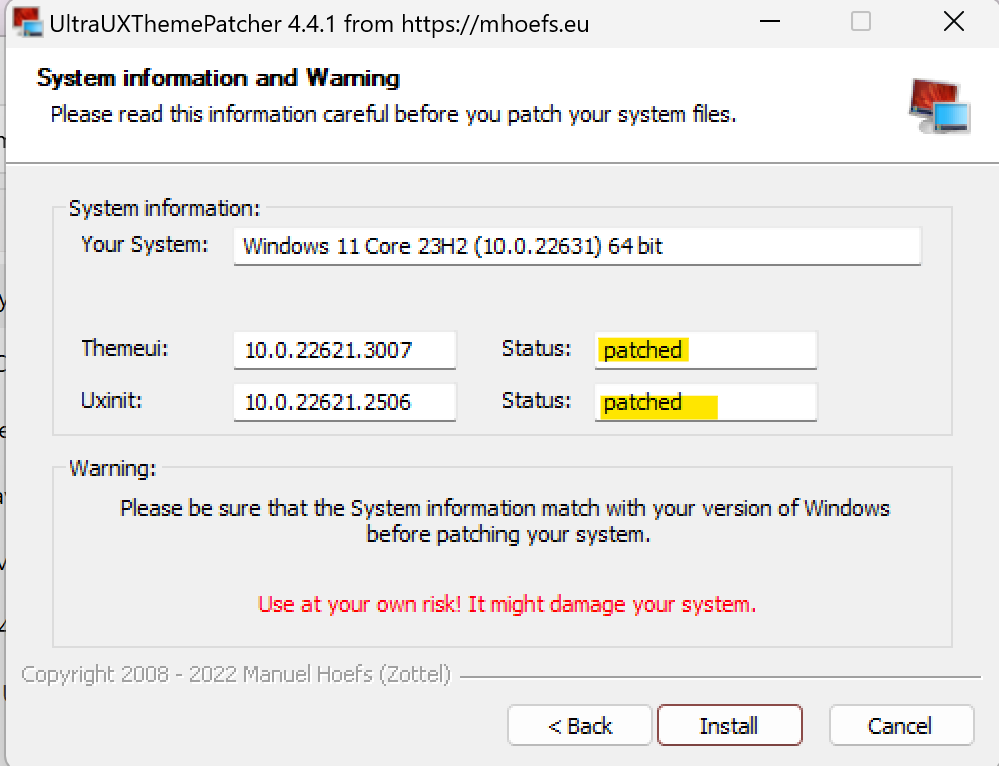 UltraUXThemePatcher 4.4.1 from https://mhoefs.eu
System information and Warning
Please read this information careful before you patch your system files.
System information:
Your System: Windows 11 Core 23H2 (10.0.22631) 64 bit
Themeui: 10.0.22621.3007 Status: patched
Uxinit: 10.0.22621.2506 Status: patched
Warning:
Please be sure that the System information match with your version of Windows
before patching your system.
Use at your own risk! It might damage your system.
Copyright 2008 - 2022 Manuel Hoefs (Zottel)
< Back Install Cancel